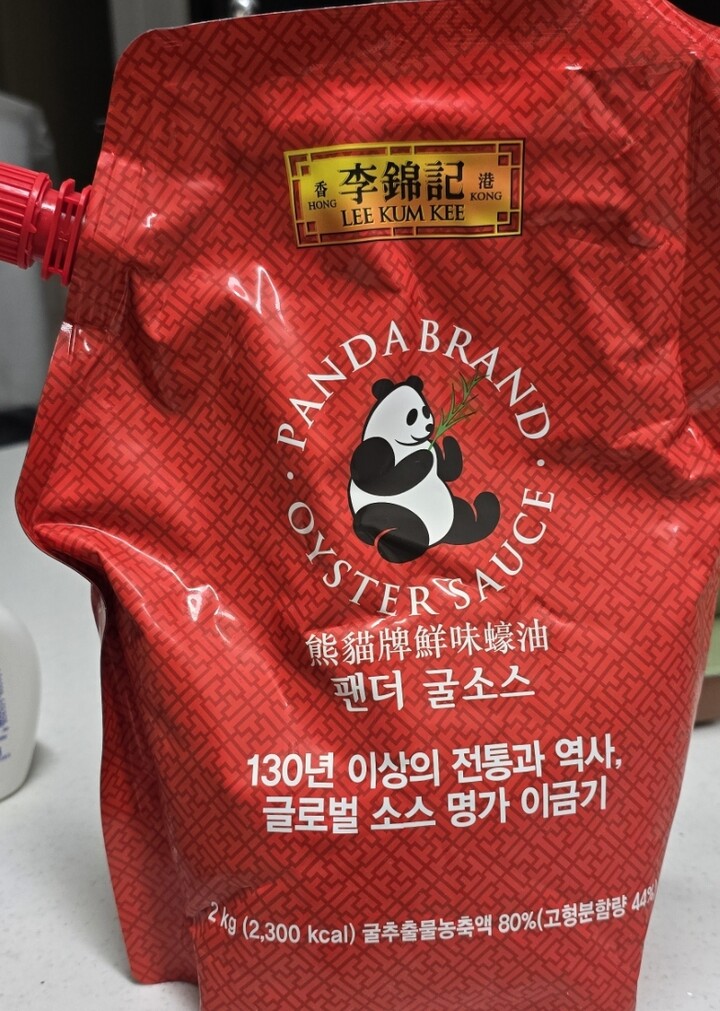 香 李錦記 港
HONG LEE KUM KEE KONG
PANDA BRAND
OYSTER SAUCE
熊貓牌鮮味蠔油
팬더 굴소스
130년 이상의 전통과 역사,
글로벌 소스 명가 이금기
2 kg (2,300 kcal) 굴추출물농축액 80%(고형분함량 44%)